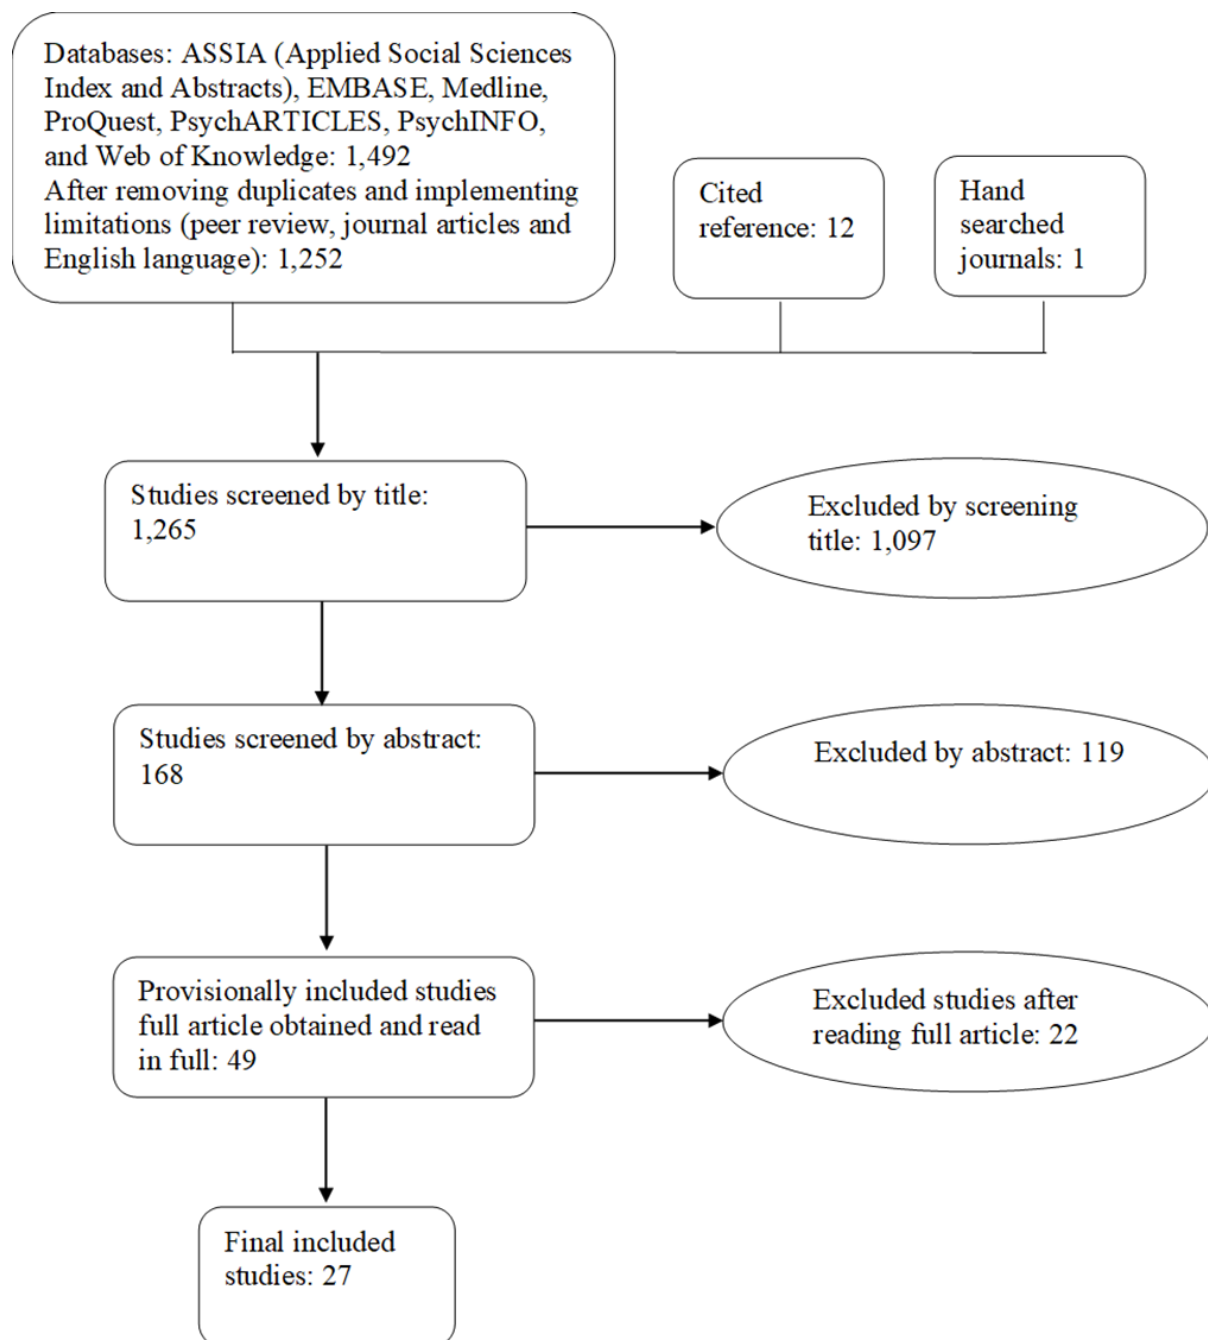 Databases: ASSIA (Applied Social Sciences
Index and Abstracts), EMBASE, Medline,
ProQuest, PsychARTICLES, PsychINFO,
and Web of Knowledge: 1,492
After removing duplicates and implementing
limitations (peer review, journal articles and
English language): 1,252
Cited
reference: 12
Hand
searched
journals: 1
Studies screened by title:
1,265
Excluded by screening
title: 1,097
Studies screened by abstract:
168
Excluded by abstract: 119
Provisionally included studies
full article obtained and read
in full: 49
Excluded studies after
reading full article: 22
Final included
studies: 27